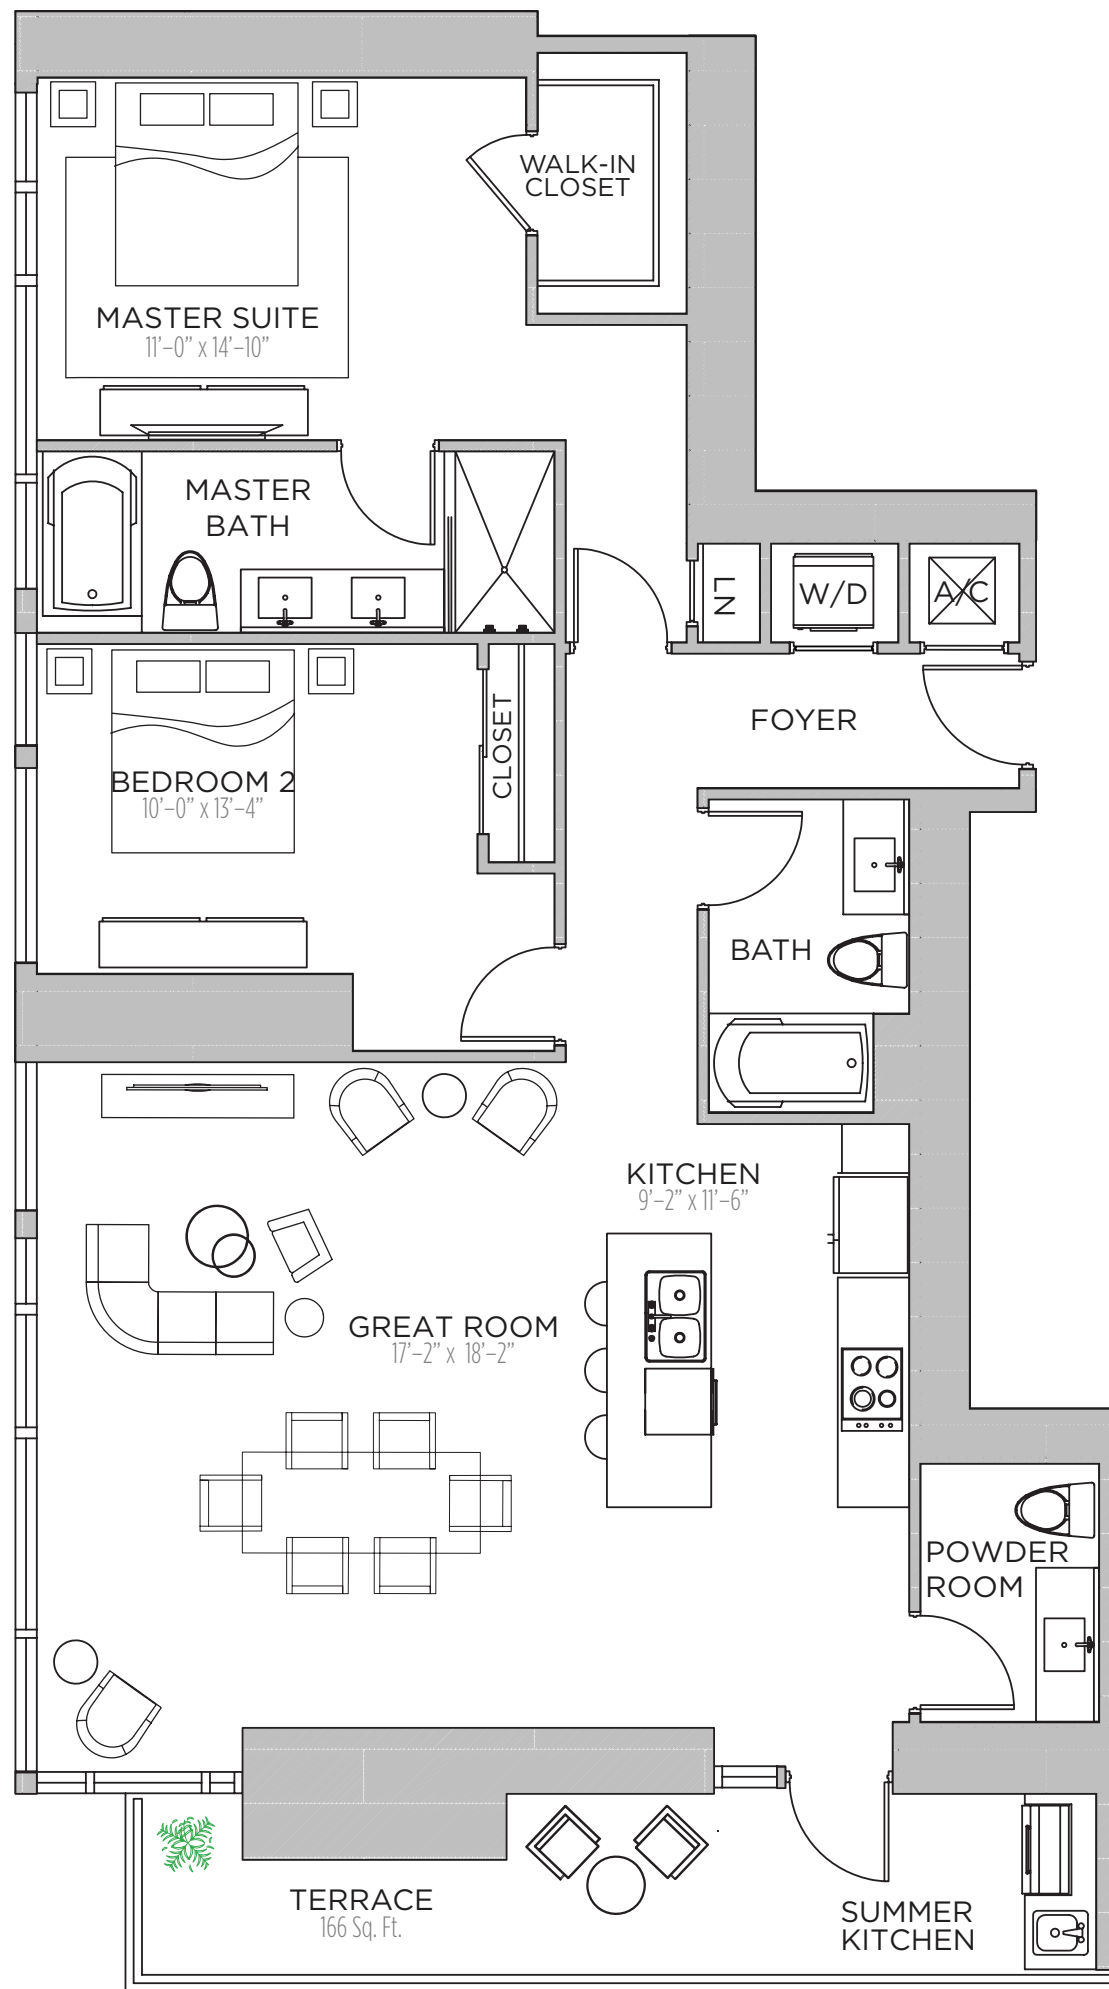 WALK-IN
CLOSET
MASTER SUITE
11'–0” x 14'–10”
MASTER
BATH
LN
W/D
A/C
FOYER
CLOSET
BEDROOM 2
10'–0” x 13'–4”
BATH
KITCHEN
9'–2” x 11'–6”
GREAT ROOM
17'–2” x 18'–2”
POWDER
ROOM
TERRACE
166 Sq. Ft.
SUMMER
KITCHEN